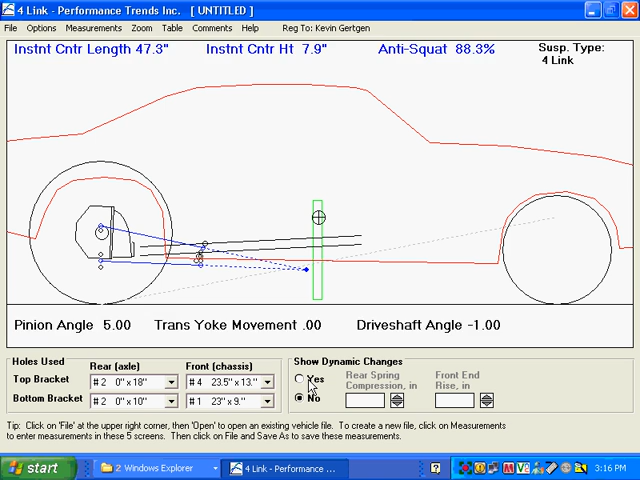 4 Link - Performance Trends Inc.   [ UNTITLED ]
File Options Measurements Zoom Table Comments Help Reg To: Kevin Gertgen
Instnt Cntr Length 47.3" Instnt Cntr Ht 7.9" Anti-Squat 88.3% Susp. Type:
4 Link
Pinion Angle 5.00 Trans Yoke Movement .00 Driveshaft Angle -1.00
Holes Used
Rear (axle) Front (chassis)
Top Bracket # 2 0" x 18" # 4 23.5" x 13."
Bottom Bracket # 2 0" x 10" # 1 23" x 9."
Show Dynamic Changes
Yes
No
Rear Spring
Compression, in
Front End
Rise, in
Tip: Click on 'File' at the upper right corner, then 'Open' to open an existing vehicle file. To create a new file, click on Measurements
to enter measurements in these 5 screens. Then click on File and Save As to save these measurements.
start 2 Windows Explorer 4 Link - Performance ... 3:16 PM